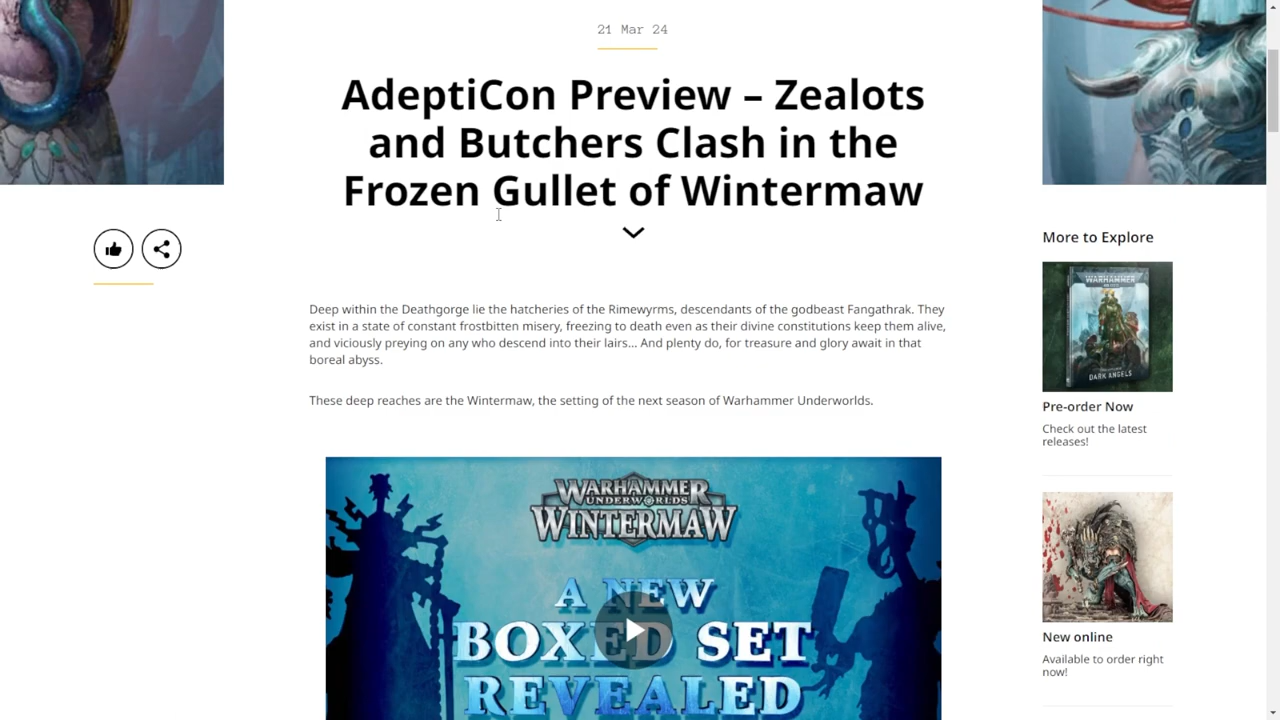 21 Mar 24
AdeptiCon Preview – Zealots
and Butchers Clash in the
Frozen Gullet of Wintermaw
Deep within the Deathgorge lie the hatcheries of the Rimewyrms, descendants of the godbeast Fangathrak. They
exist in a state of constant frostbitten misery, freezing to death even as their divine constitutions keep them alive,
and viciously preying on any who descend into their lairs… And plenty do, for treasure and glory await in that
boreal abyss.
These deep reaches are the Wintermaw, the setting of the next season of Warhammer Underworlds.
WARHAMMER
UNDERWORLDS
WINTERMAW
A NEW
BOXED SET
REVEALED
More to Explore
WARHAMMER
DARK ANGELS
Pre-order Now
Check out the latest
releases!
New online
Available to order right
now!